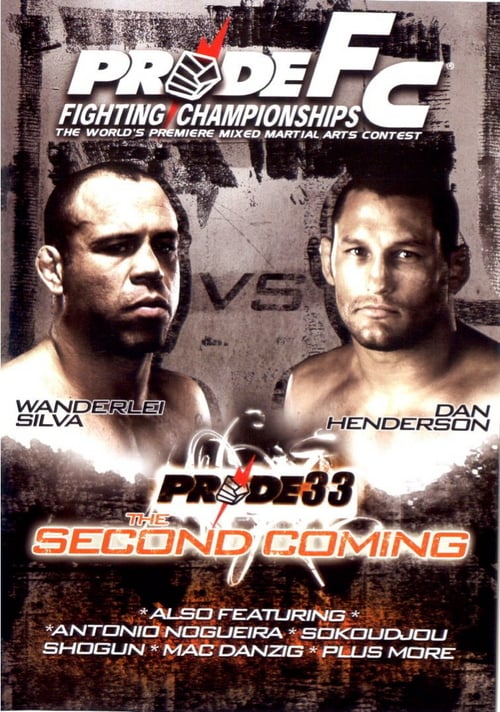 PRIDE FC®
FIGHTING CHAMPIONSHIPS
THE WORLD'S PREMIERE MIXED MARTIAL ARTS CONTEST
VS
WANDERLEI
SILVA
DAN
HENDERSON
PRIDE 33
THE
SECOND COMING
*ALSO FEATURING*
*ANTONIO NOGUEIRA * SOKOUDJOU
SHOGUN * MAC DANZIG * PLUS MORE